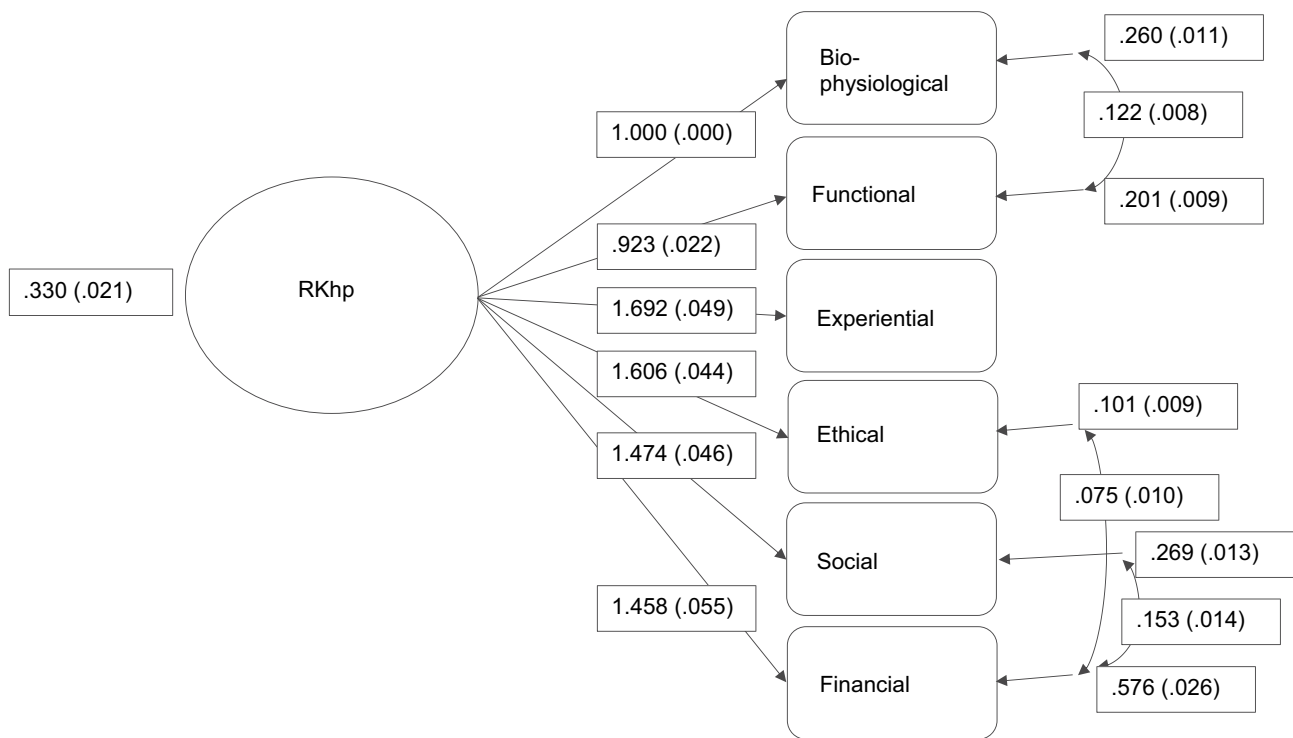 .260 (.011)
Bio-
physiological
.122 (.008)
1.000 (.000)
Functional
.201 (.009)
.923 (.022)
.330 (.021)
RKhp
1.692 (.049)
Experiential
1.606 (.044)
.101 (.009)
Ethical
1.474 (.046)
.075 (.010)
Social
.269 (.013)
1.458 (.055)
.153 (.014)
Financial
.576 (.026)